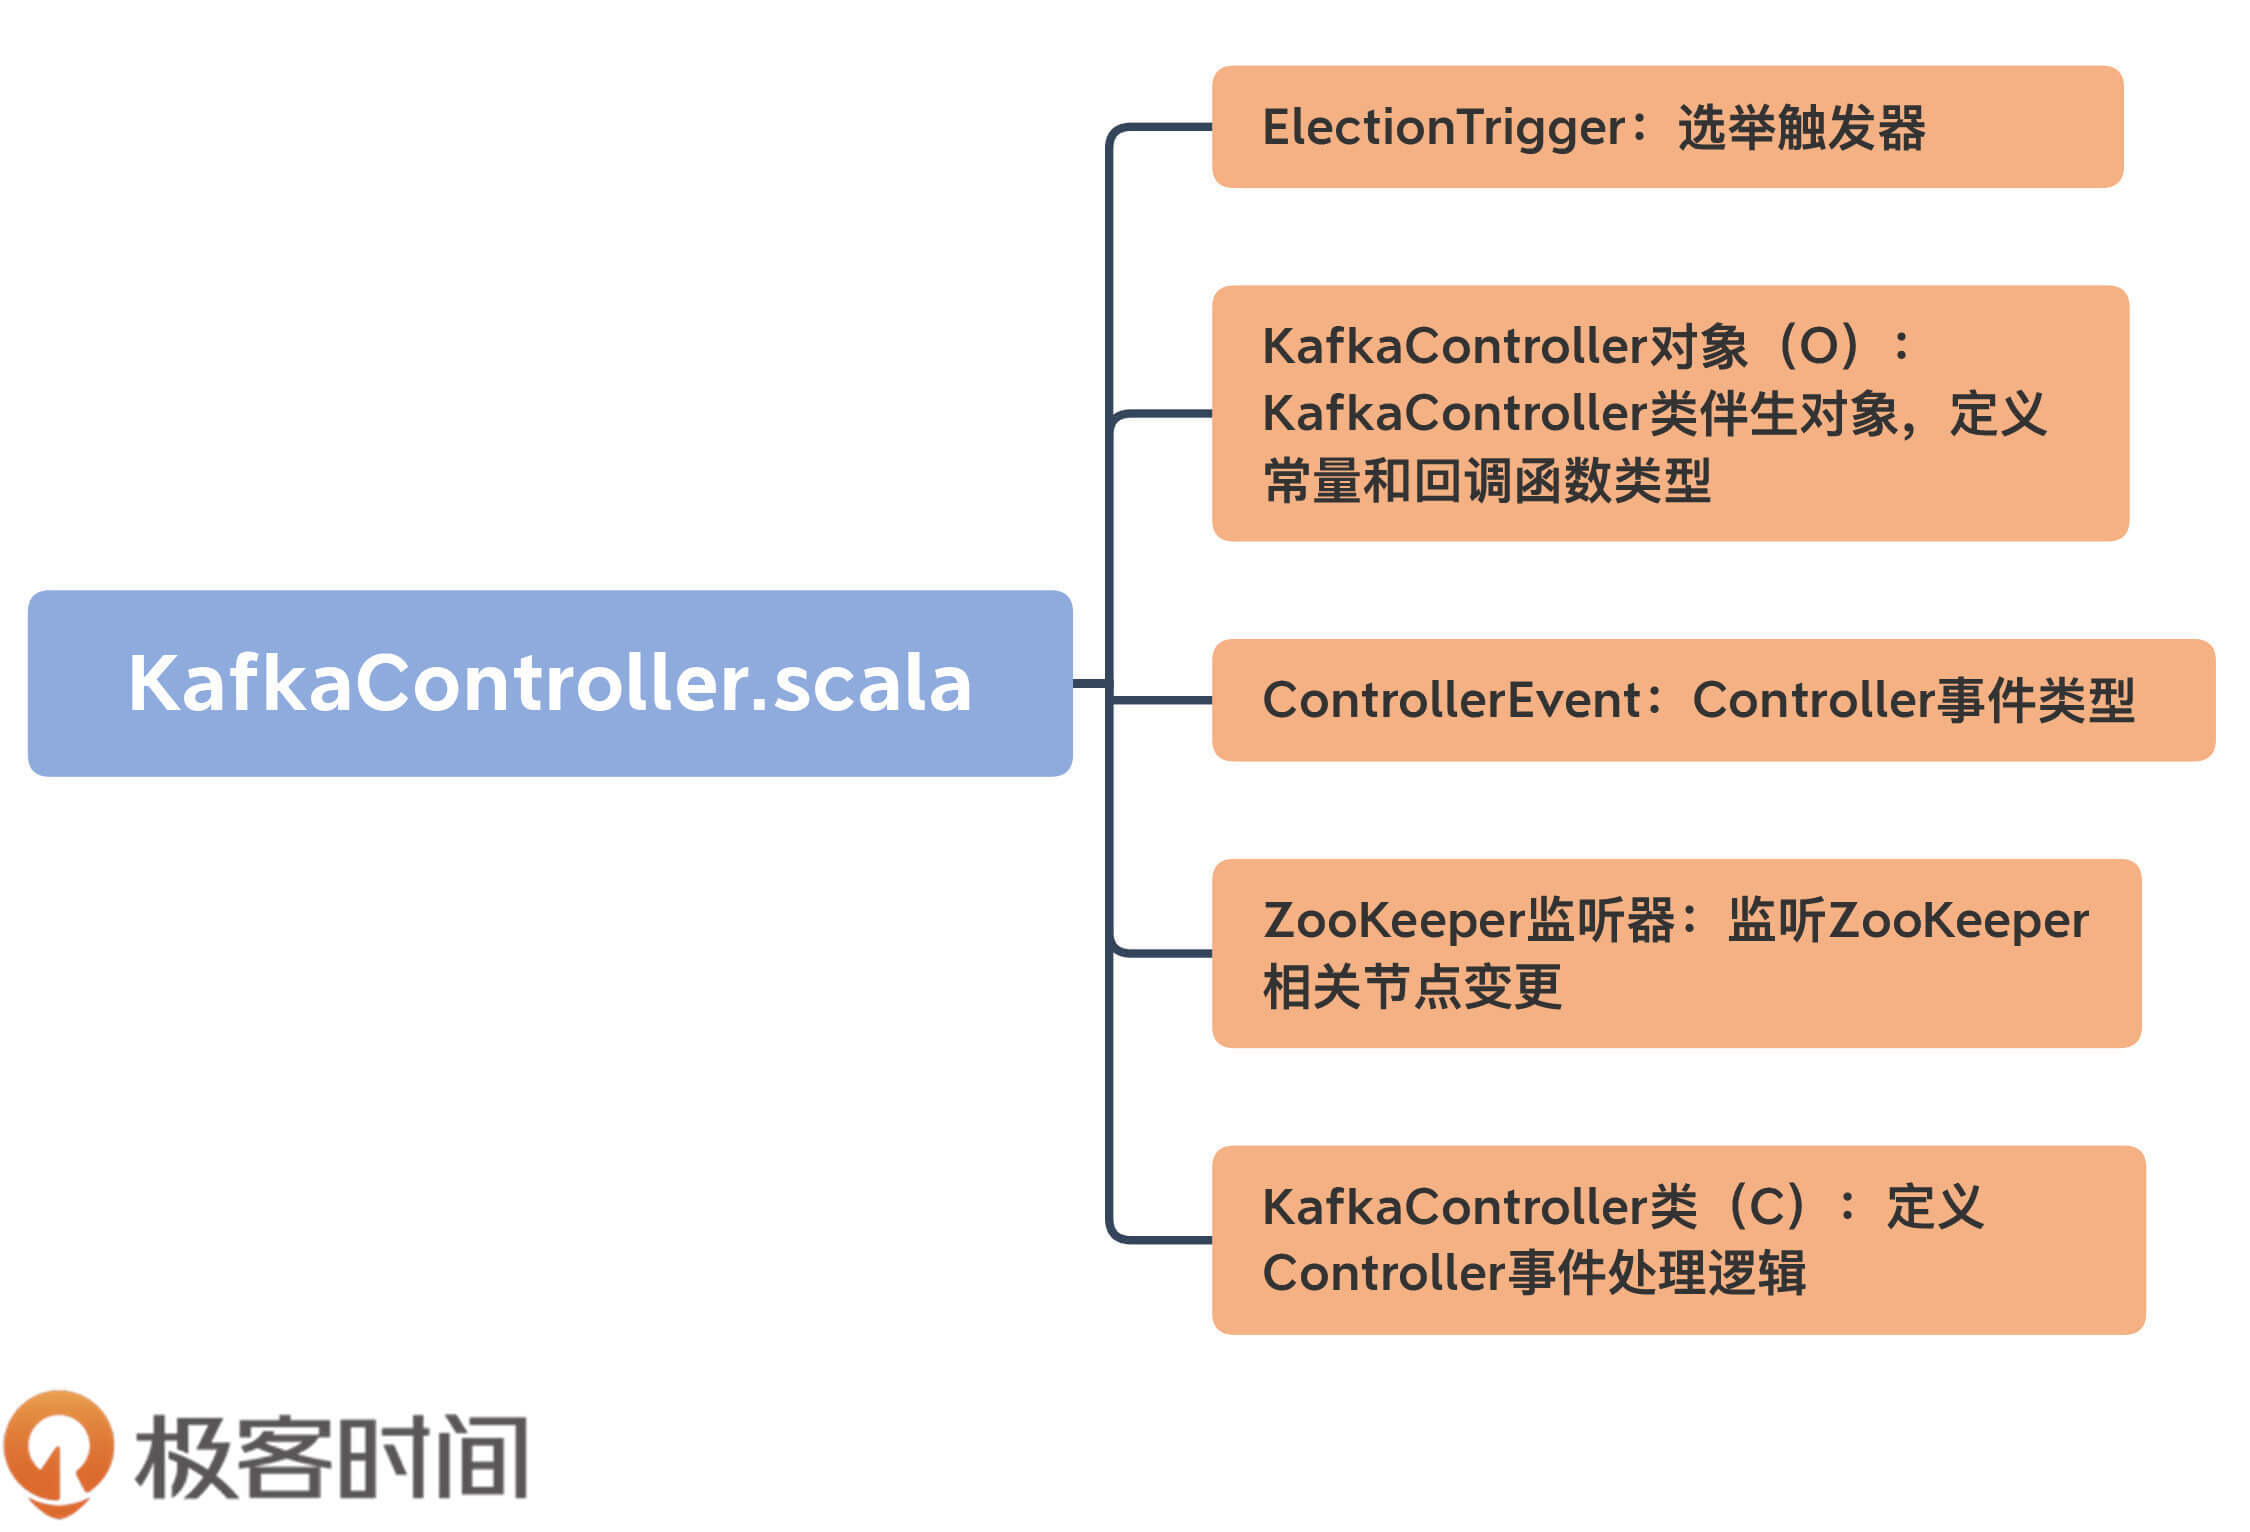 ElectionTrigger：选举触发器
KafkaController对象（O）：
KafkaController类伴生对象，定义
常量和回调函数类型
KafkaController.scala
ControllerEvent：Controller事件类型
ZooKeeper监听器：监听ZooKeeper
相关节点变更
KafkaController类（C）：定义
Controller事件处理逻辑
极客时间